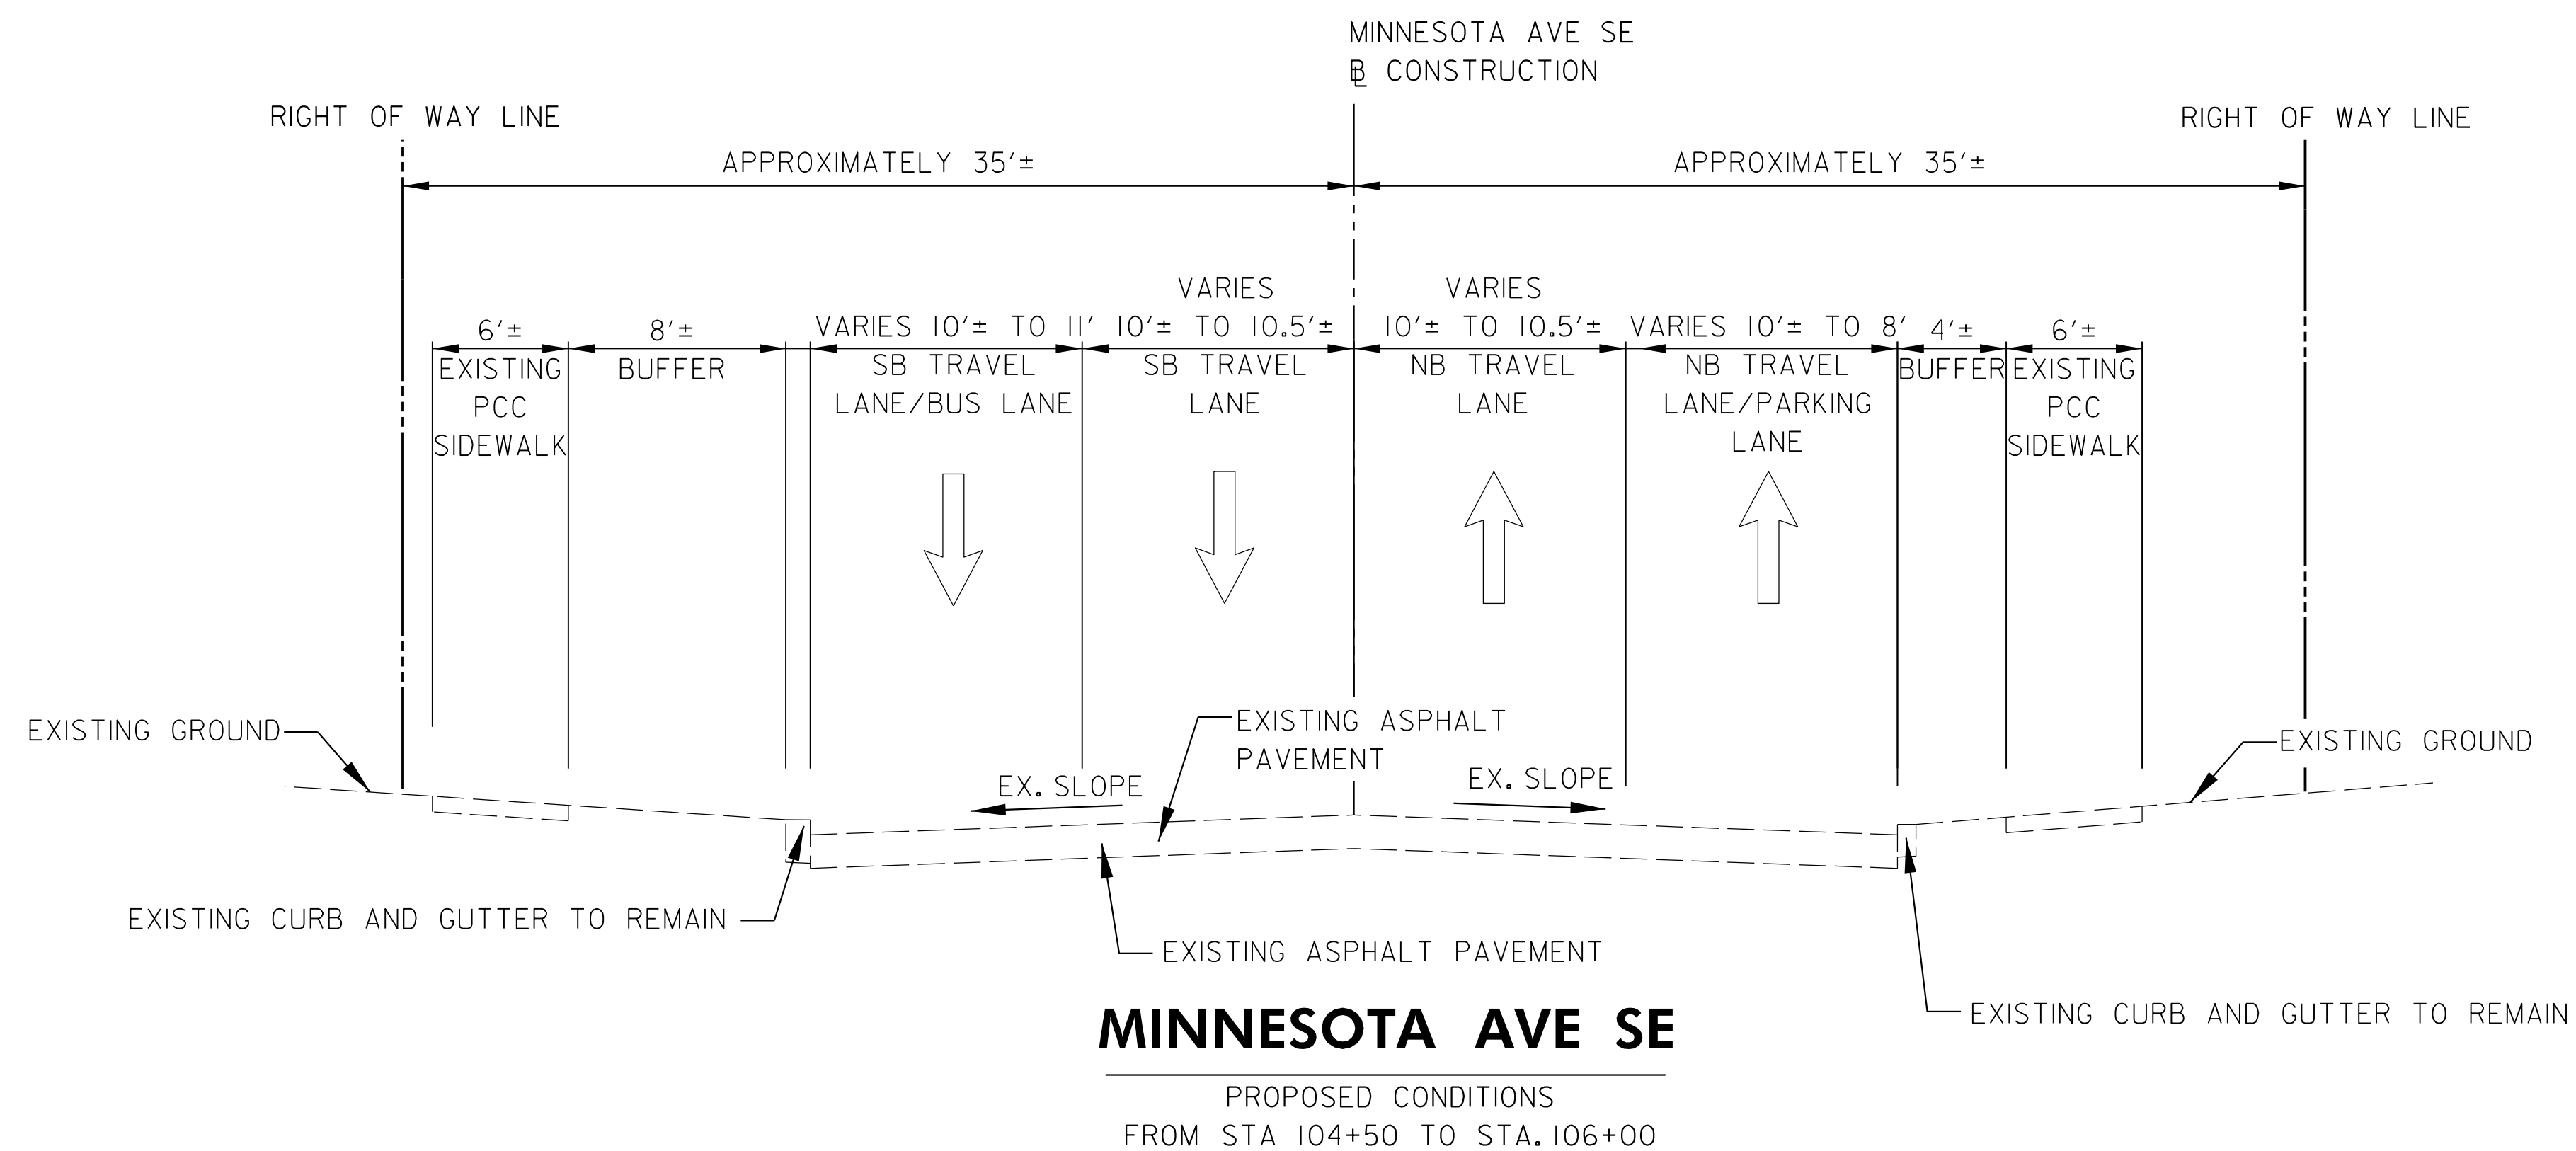 MINNESOTA AVE SE
BL CONSTRUCTION
RIGHT OF WAY LINE
RIGHT OF WAY LINE
APPROXIMATELY 35'±
APPROXIMATELY 35'±
6'±
EXISTING
PCC
SIDEWALK
8'±
BUFFER
VARIES 10'± TO 11'
SB TRAVEL
LANE/BUS LANE
VARIES
10'± TO 10.5'±
SB TRAVEL
LANE
VARIES
10'± TO 10.5'±
NB TRAVEL
LANE
VARIES 10'± TO 8'
NB TRAVEL
LANE/PARKING
LANE
4'±
BUFFER
6'±
EXISTING
PCC
SIDEWALK
EXISTING GROUND
EXISTING ASPHALT
PAVEMENT
EX. SLOPE
EX. SLOPE
EXISTING GROUND
EXISTING CURB AND GUTTER TO REMAIN
EXISTING ASPHALT PAVEMENT
EXISTING CURB AND GUTTER TO REMAIN
MINNESOTA AVE SE
PROPOSED CONDITIONS
FROM STA 104+50 TO STA. 106+00